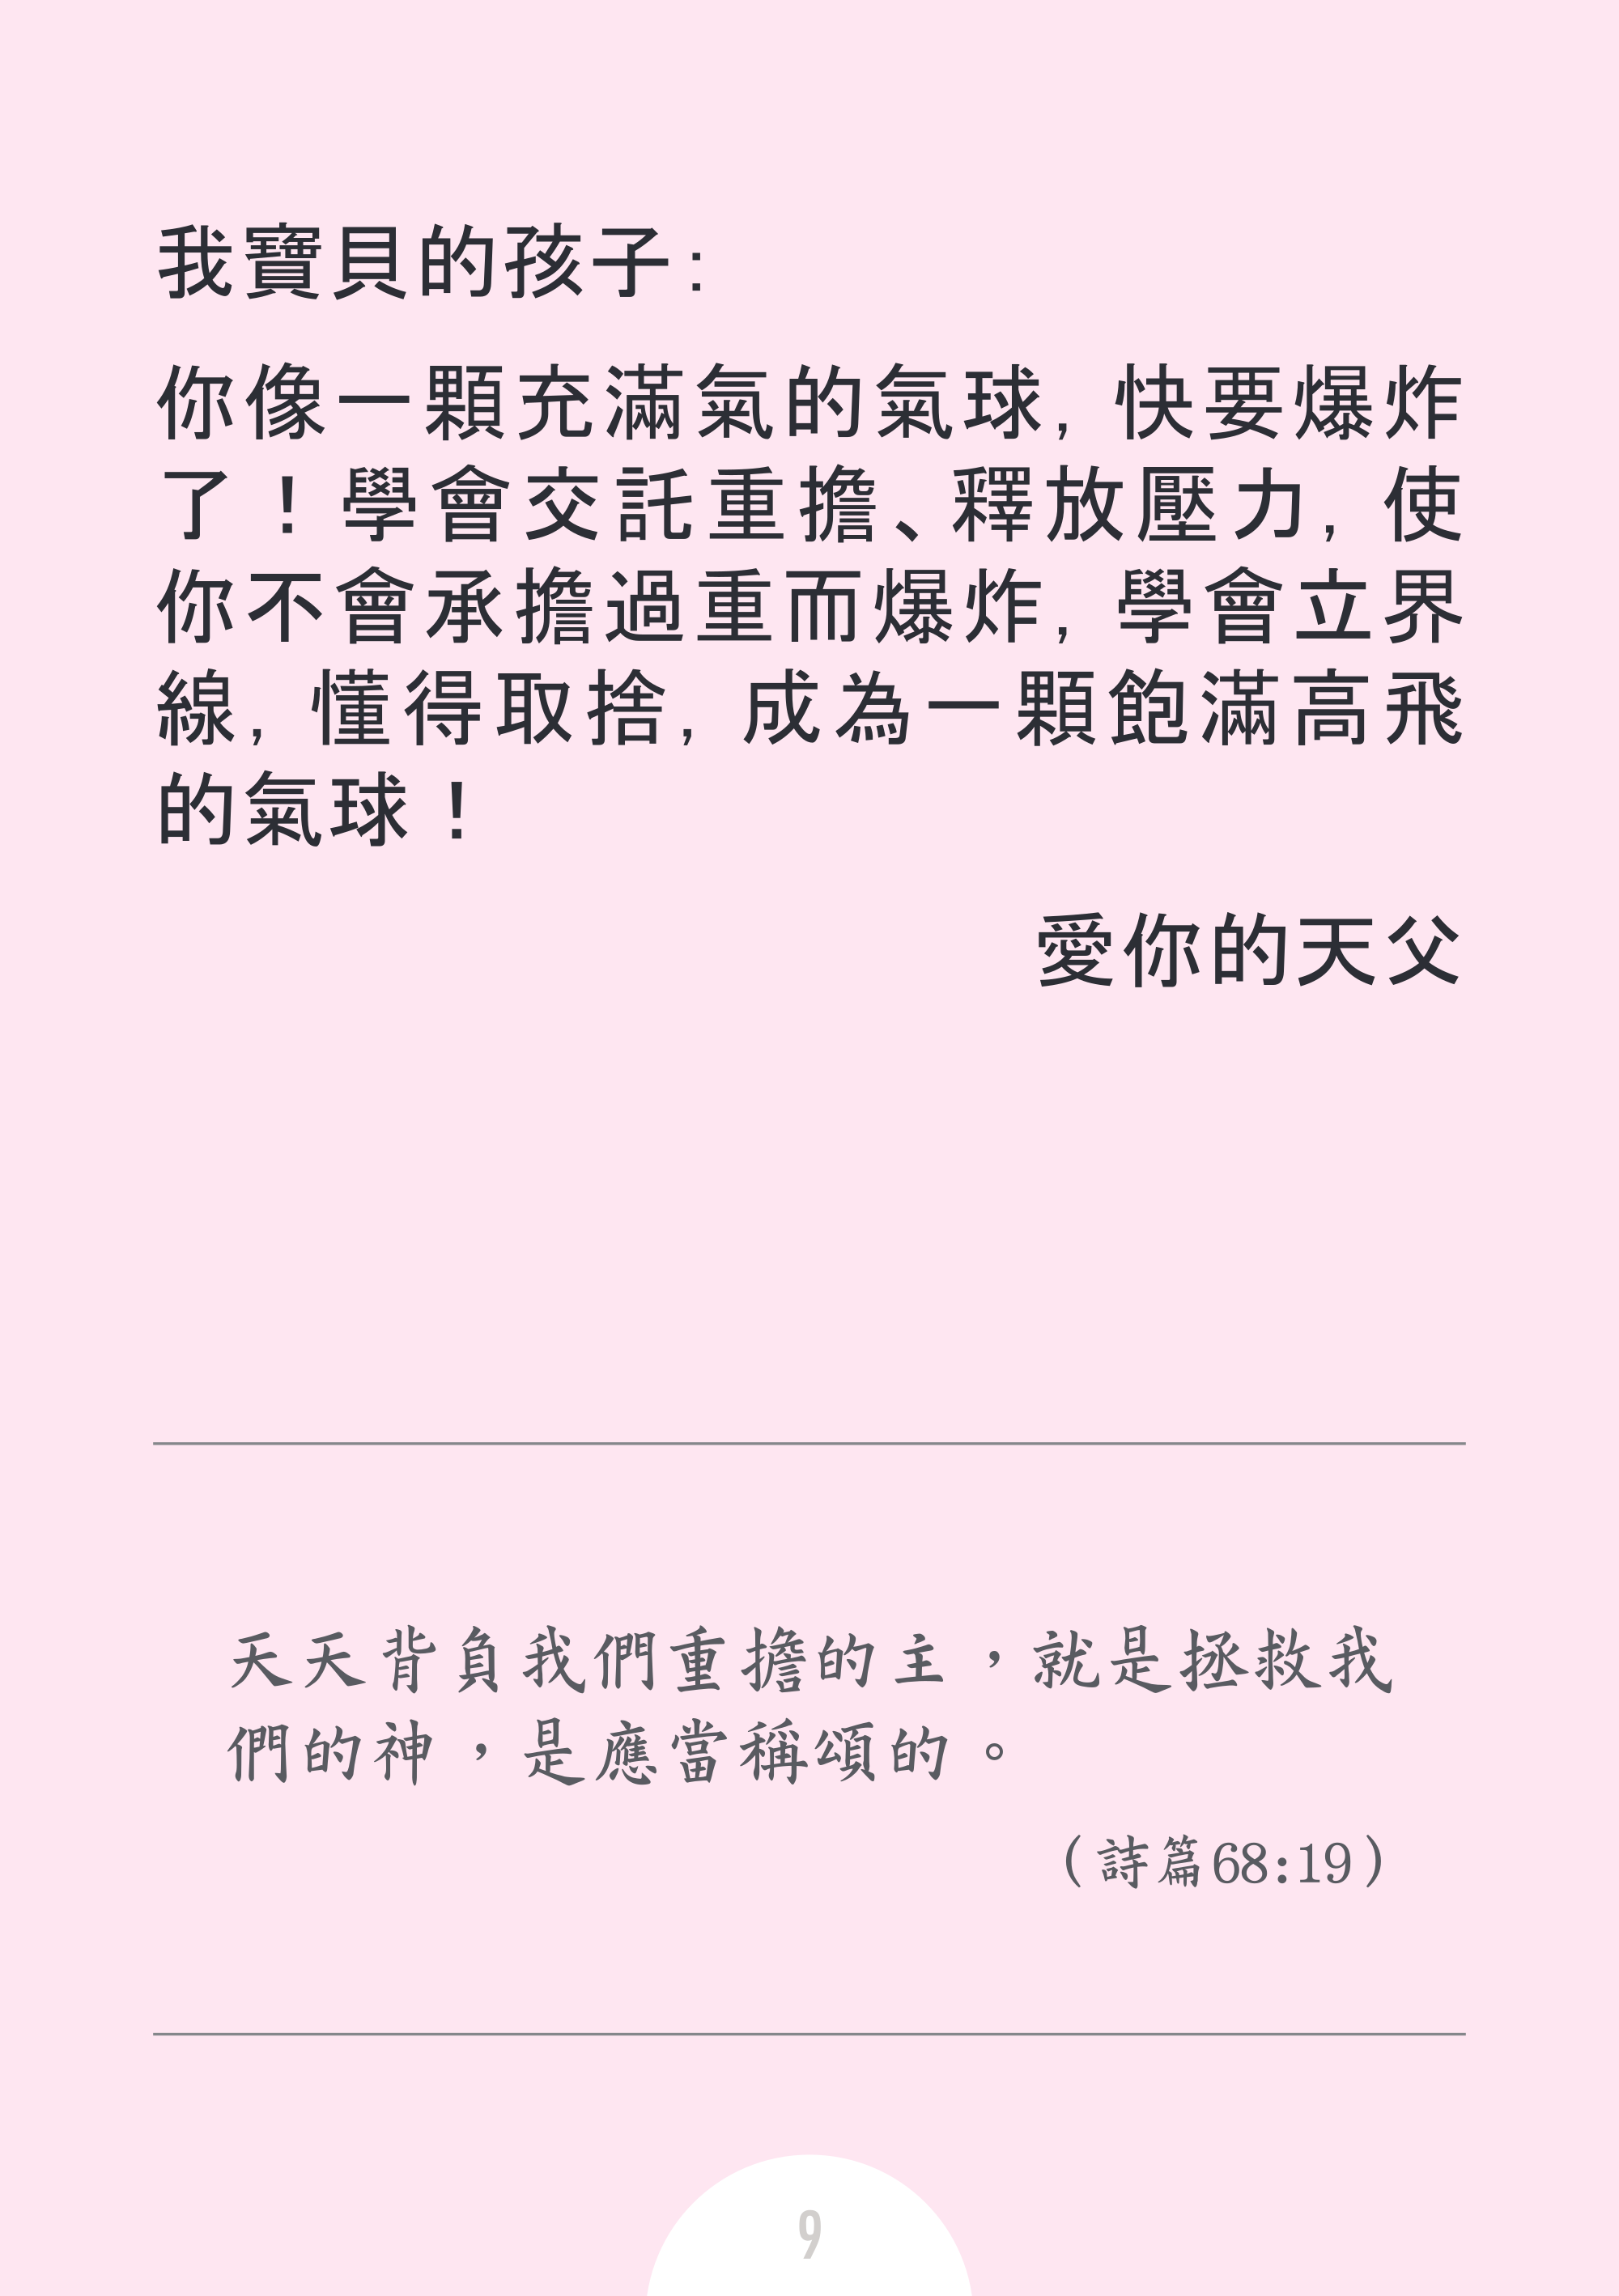 我寶貝的孩子：
你像一顆充滿氣的氣球，快要爆炸
了！學會交託重擔、釋放壓力，使
你不會承擔過重而爆炸，學會立界
線，懂得取捨，成為一顆飽滿高飛
的氣球！
愛你的天父
天天背負我們重擔的主，就是拯救我
們的神，是應當稱頌的。
（詩篇68:19）
9